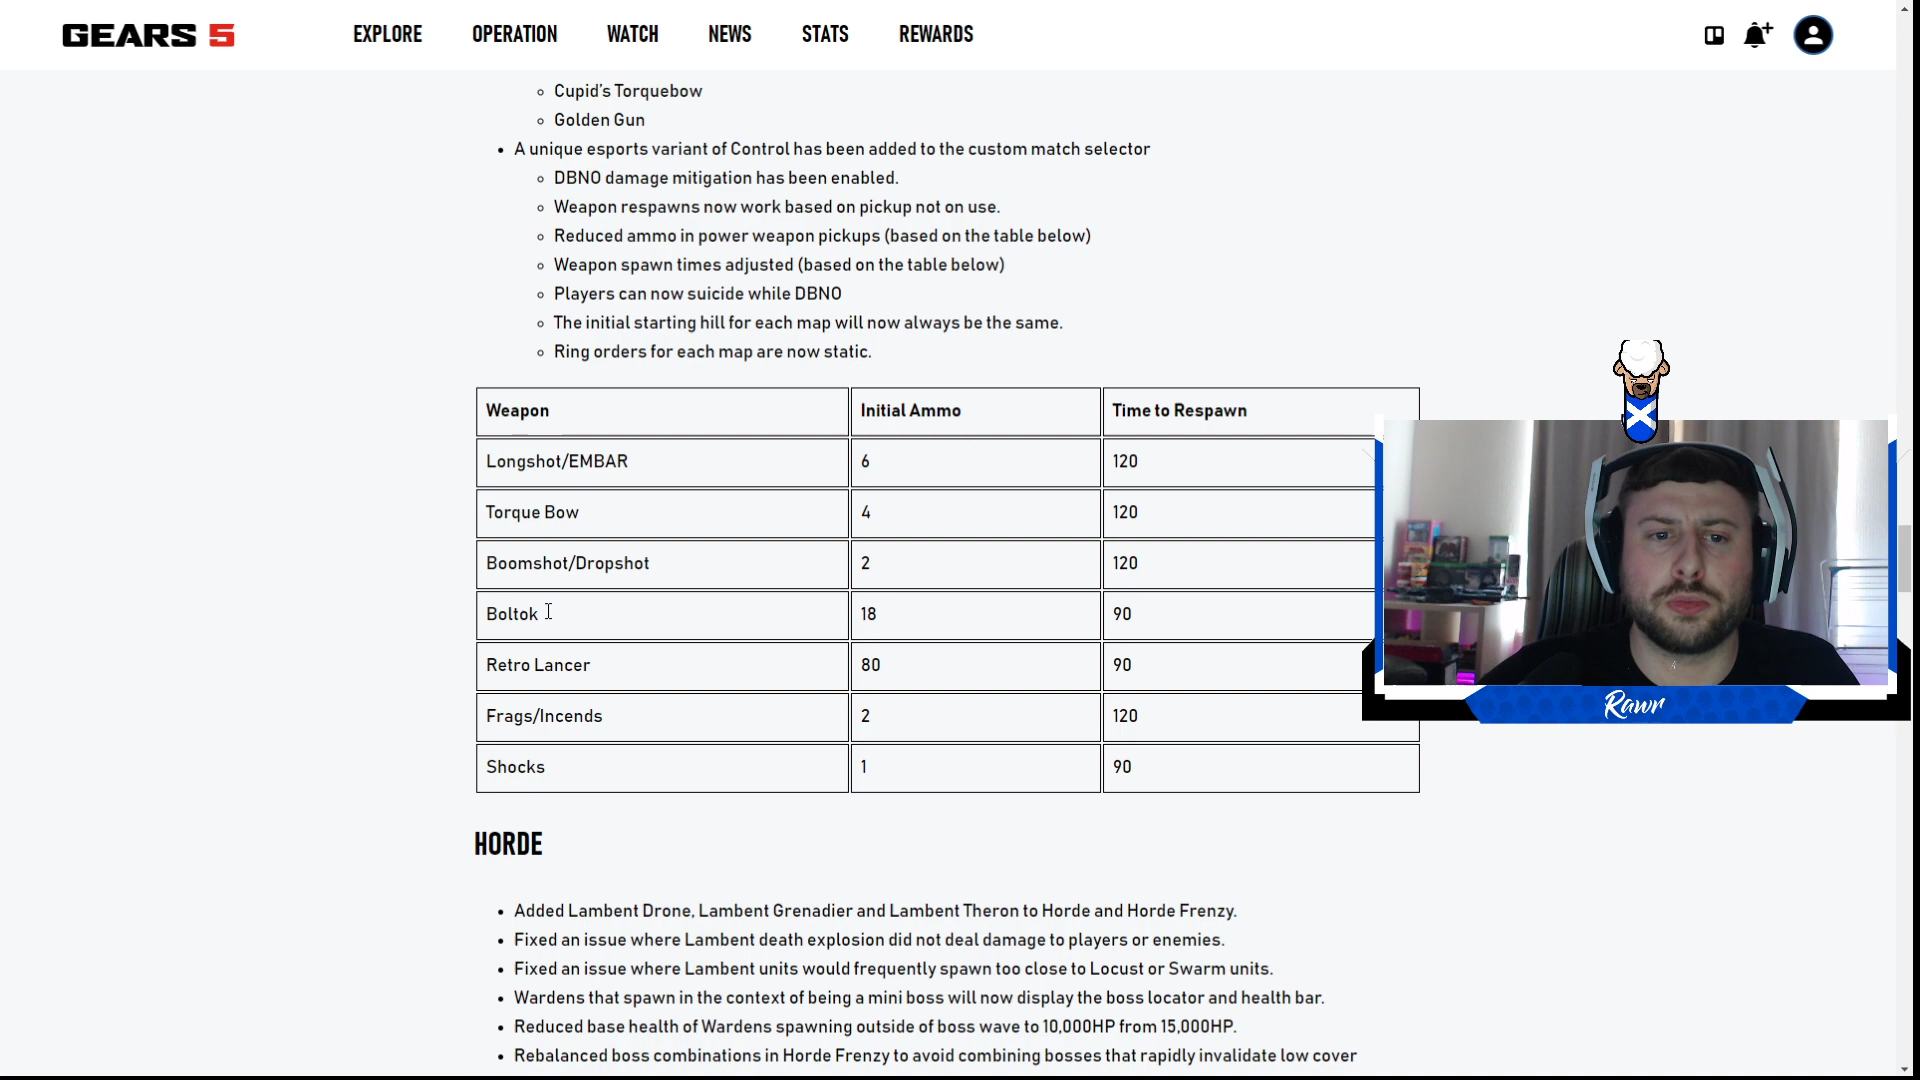 GEARS 5 EXPLORE OPERATION WATCH NEWS STATS REWARDS
Cupid's Torquebow
Golden Gun
A unique esports variant of Control has been added to the custom match selector
DBNO damage mitigation has been enabled.
Weapon respawns now work based on pickup not on use.
Reduced ammo in power weapon pickups (based on the table below)
Weapon spawn times adjusted (based on the table below)
Players can now suicide while DBNO
The initial starting hill for each map will now always be the same.
Ring orders for each map are now static.
Weapon Initial Ammo Time to Respawn
Longshot/EMBAR 6 120
Torque Bow 4 120
Boomshot/Dropshot 2 120
Boltok 18 90
Retro Lancer 80 90
Frags/Incends 2 120
Shocks 1 90
Rawr
HORDE
Added Lambent Drone, Lambent Grenadier and Lambent Theron to Horde and Horde Frenzy.
Fixed an issue where Lambent death explosion did not deal damage to players or enemies.
Fixed an issue where Lambent units would frequently spawn too close to Locust or Swarm units.
Wardens that spawn in the context of being a mini boss will now display the boss locator and health bar.
Reduced base health of Wardens spawning outside of boss wave to 10,000HP from 15,000HP.
Rebalanced boss combinations in Horde Frenzy to avoid combining bosses that rapidly invalidate low cover